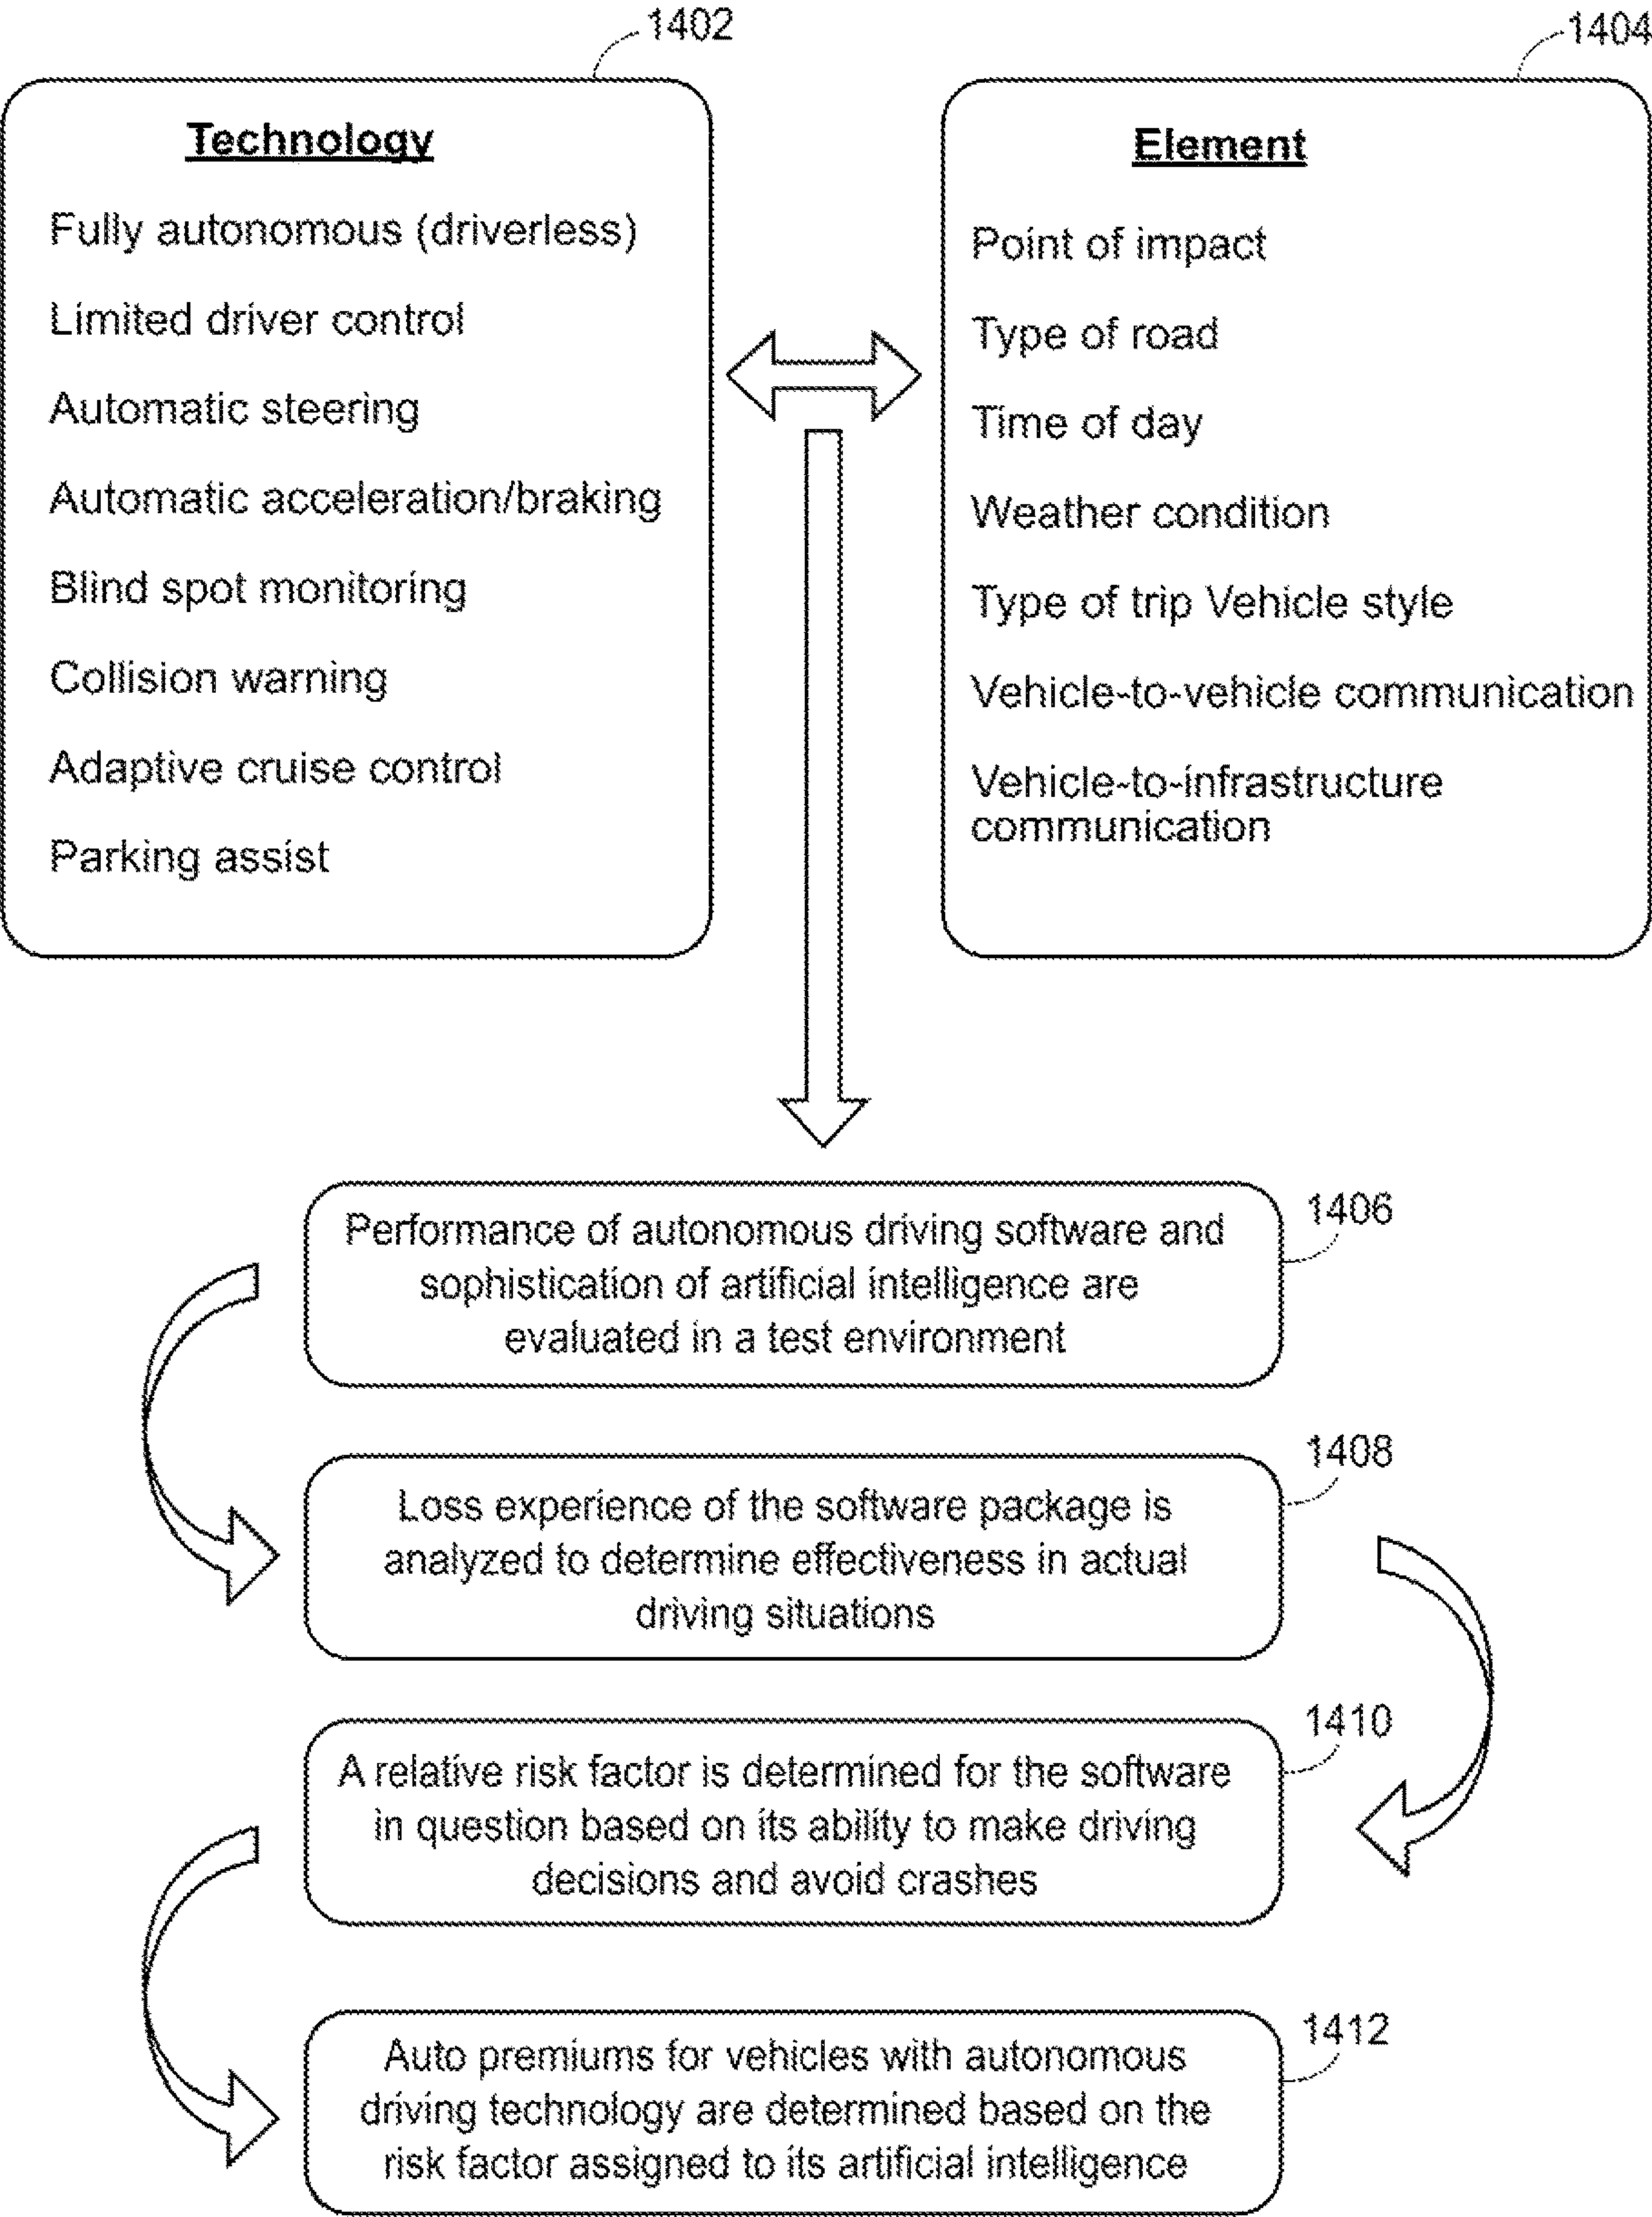 1402
Technology
Fully autonomous (driverless)
Limited driver control
Automatic steering
Automatic acceleration/braking
Blind spot monitoring
Collision warning
Adaptive cruise control
Parking assist
1404
Element
Point of impact
Type of road
Time of day
Weather condition
Type of trip Vehicle style
Vehicle-to-vehicle communication
Vehicle-to-infrastructure
communication
1406
Performance of autonomous driving software and
sophistication of artificial intelligence are
evaluated in a test environment
1408
Loss experience of the software package is
analyzed to determine effectiveness in actual
driving situations
1410
A relative risk factor is determined for the software
in question based on its ability to make driving
decisions and avoid crashes
1412
Auto premiums for vehicles with autonomous
driving technology are determined based on the
risk factor assigned to its artificial intelligence